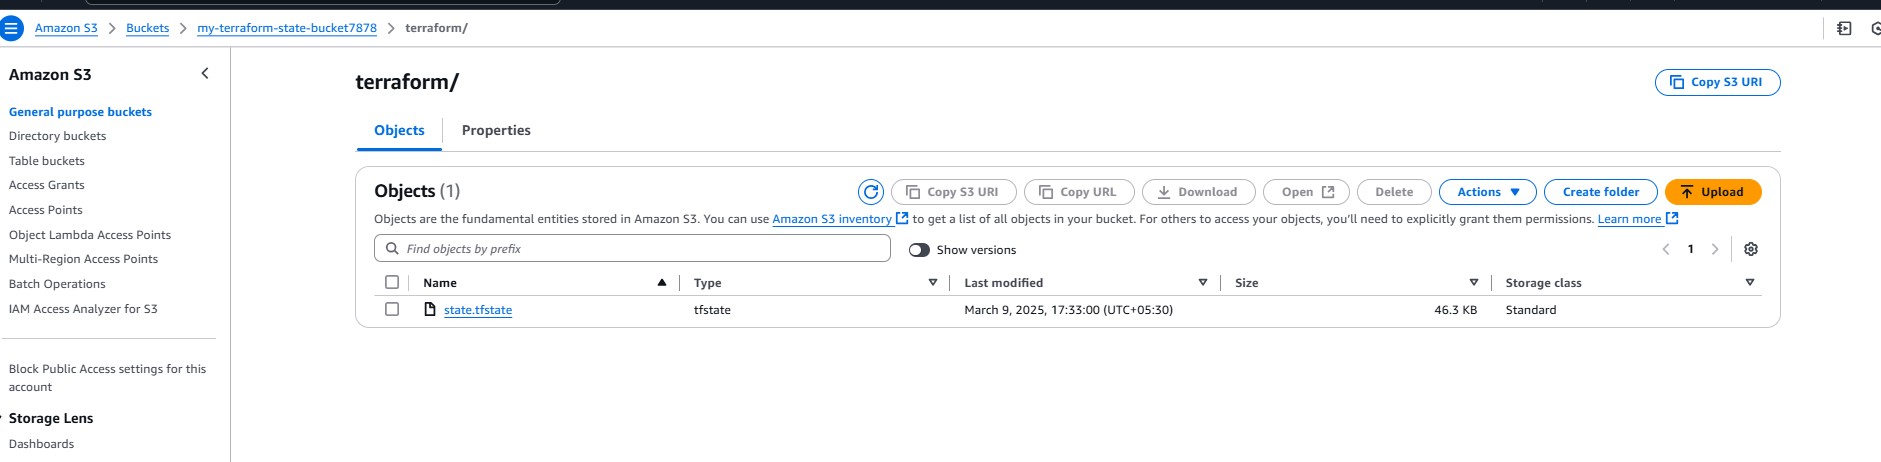 Amazon S3 > Buckets > my-terraform-state-bucket7878 > terraform/
Amazon S3
General purpose buckets
Directory buckets
Table buckets
Access Grants
Access Points
Object Lambda Access Points
Multi-Region Access Points
Batch Operations
IAM Access Analyzer for S3
Block Public Access settings for this
account
Storage Lens
Dashboards
terraform/
Copy S3 URI
Objects Properties
Objects (1)
Copy S3 URI Copy URL Download Open Delete Actions Create folder Upload
Objects are the fundamental entities stored in Amazon S3. You can use Amazon S3 inventory to get a list of all objects in your bucket. For others to access your objects, you'll need to explicitly grant them permissions. Learn more
Find objects by prefix Show versions 1
Name Type Last modified Size Storage class
state.tfstate tfstate March 9, 2025, 17:33:00 (UTC+05:30) 46.3 KB Standard